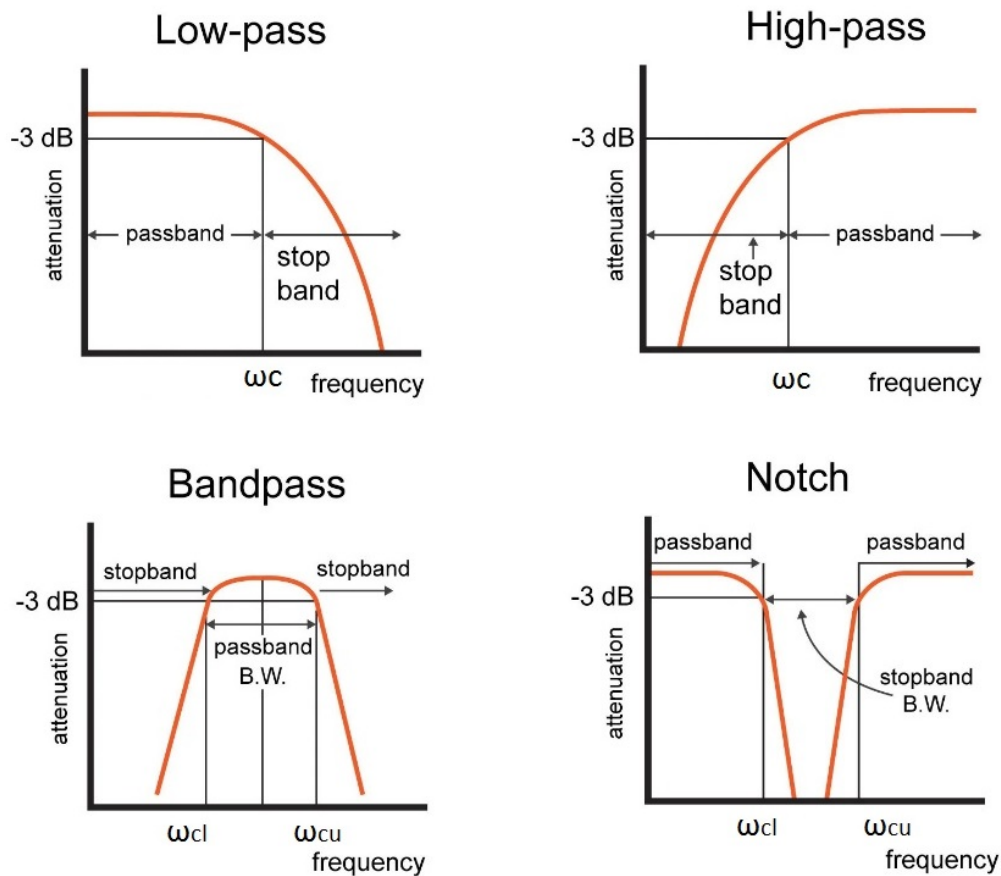 Low-pass
-3 dB
attenuation
passband
stop
band
ωc
frequency
High-pass
-3 dB
attenuation
passband
stop
band
ωc
frequency
Bandpass
stopband
stopband
-3 dB
passband
B.W.
attenuation
ωcl
ωcu
frequency
Notch
passband
passband
-3 dB
stopband
B.W.
attenuation
ωcl
ωcu
frequency